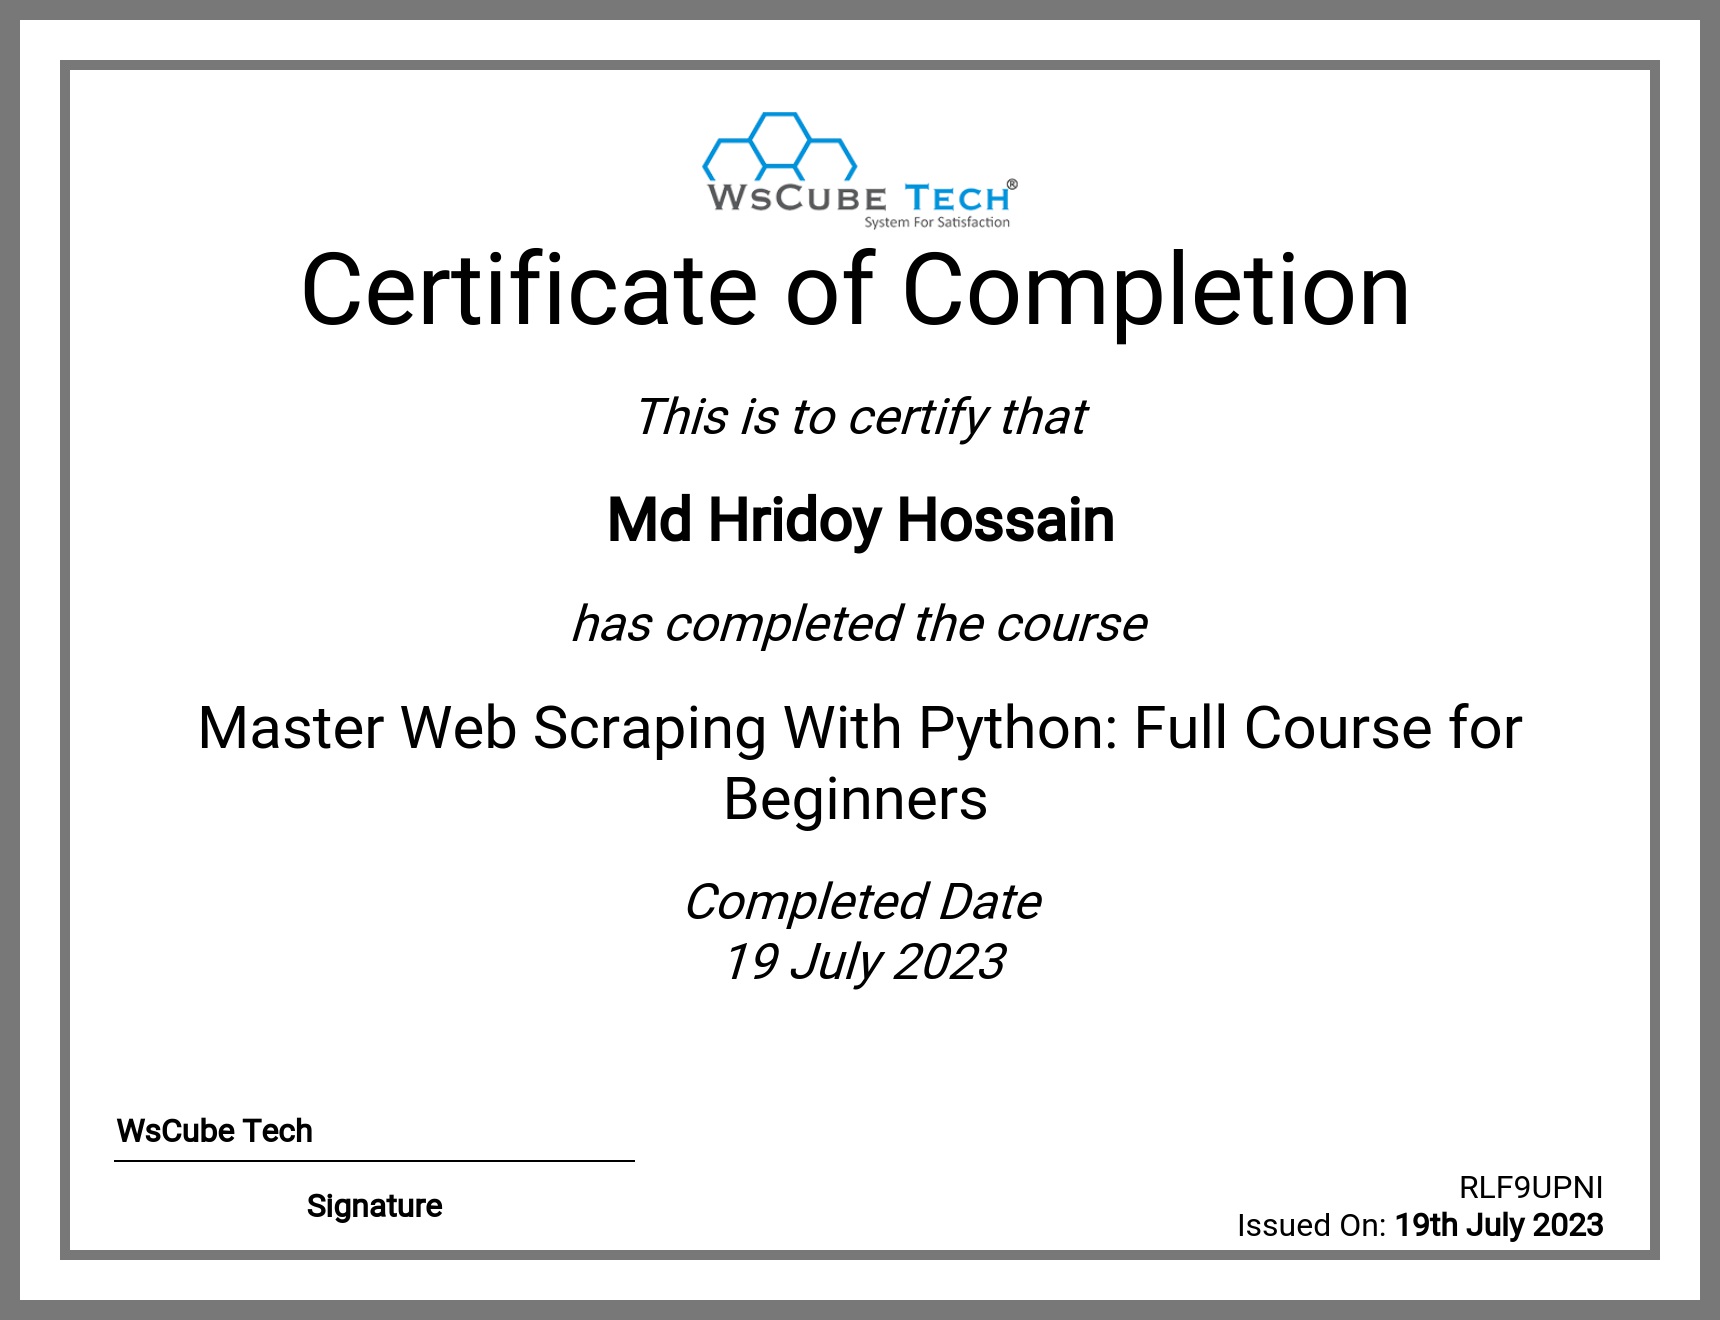 WsCube Tech®
System For Satisfaction
Certificate of Completion
This is to certify that
Md Hridoy Hossain
has completed the course
Master Web Scraping With Python: Full Course for
Beginners
Completed Date
19 July 2023
WsCube Tech
Signature
RLF9UPNI
Issued On: 19th July 2023